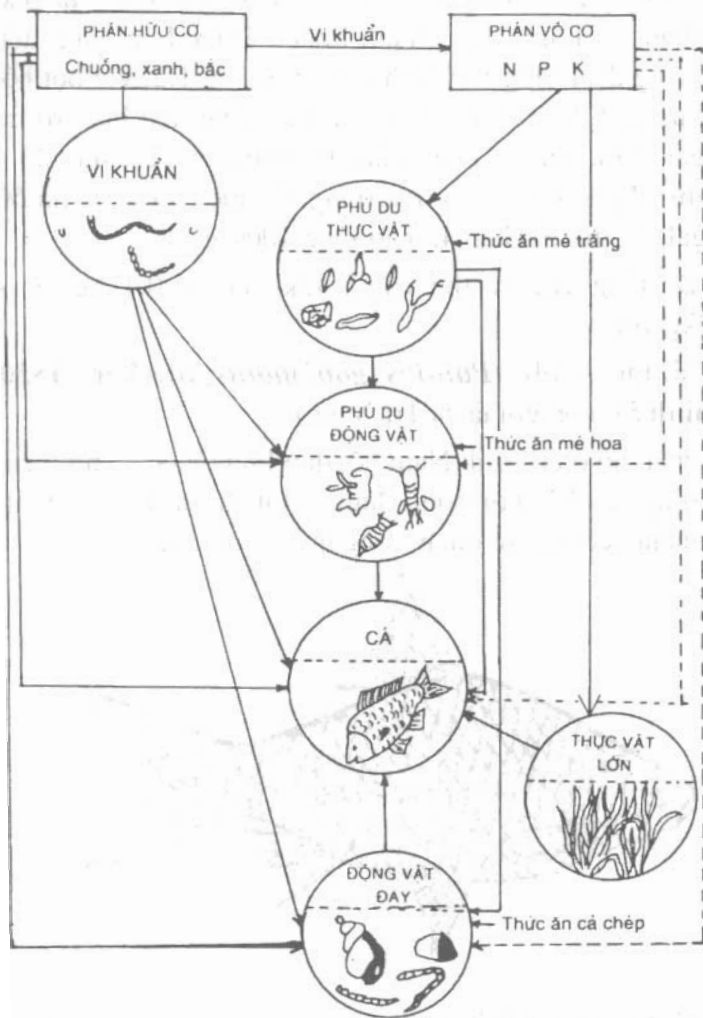 PHÂN HỮU CƠ
Chuồng, xanh, bắc
Vi khuẩn
PHÂN VÔ CƠ
N P K
VI KHUẨN
PHÙ DU
THỰC VẬT
Thức ăn mè trắng
PHÙ DU
ĐỘNG VẬT
Thức ăn mè hoa
CÁ
THỰC VẬT
LỚN
ĐỘNG VẬT
ĐAY
Thức ăn cá chép